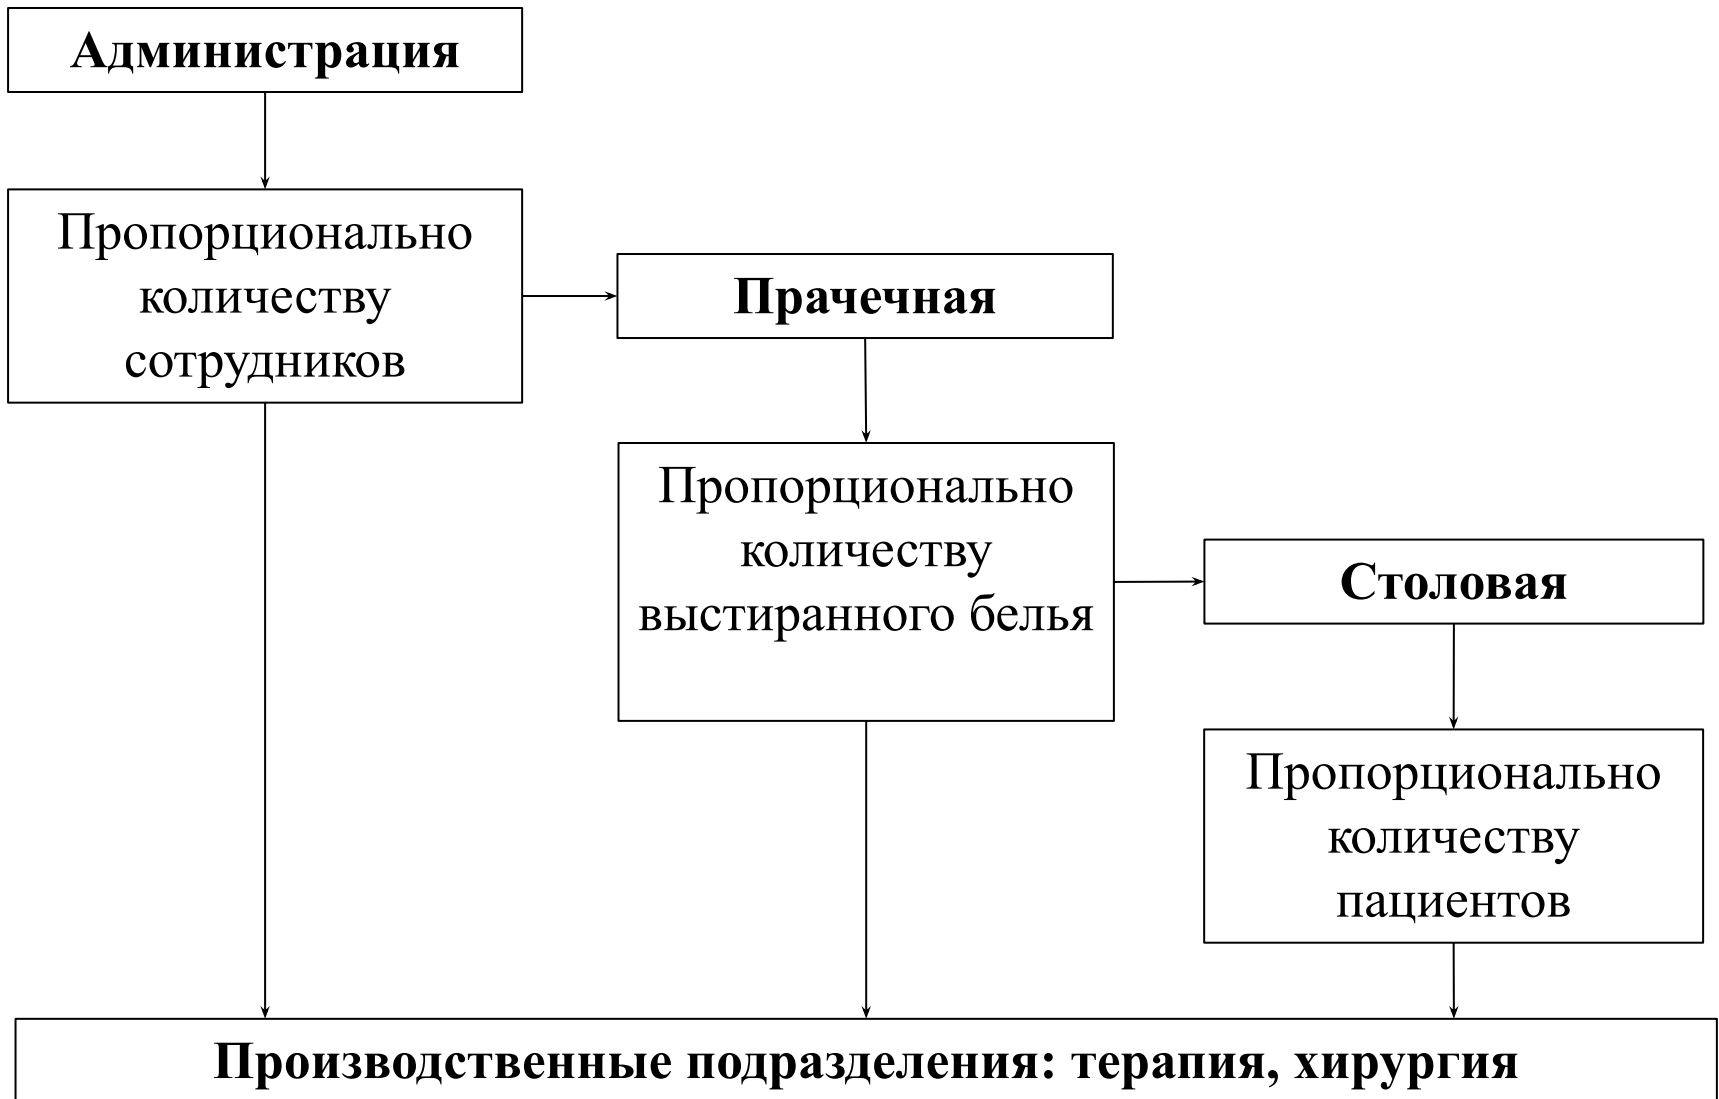 Администрация
Пропорционально
количеству
сотрудников
Прачечная
Пропорционально
количеству
выстиранного белья
Столовая
Пропорционально
количеству
пациентов
Производственные подразделения: терапия, хирургия